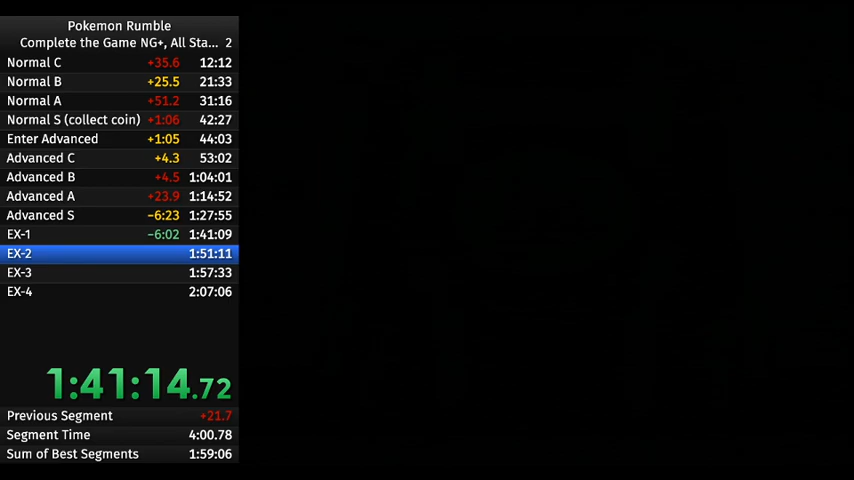 Pokemon Rumble
Complete the Game NG+, All Sta... 2
Normal C +35.6 12:12
Normal B +25.5 21:33
Normal A +51.2 31:16
Normal S (collect coin) +1:06 42:27
Enter Advanced +1:05 44:03
Advanced C +4.3 53:02
Advanced B +4.5 1:04:01
Advanced A +23.9 1:14:52
Advanced S −6:23 1:27:55
EX-1 −6:02 1:41:09
EX-2 1:51:11
EX-3 1:57:33
EX-4 2:07:06
1:41:14.72
Previous Segment +21.7
Segment Time 4:00.78
Sum of Best Segments 1:59:06